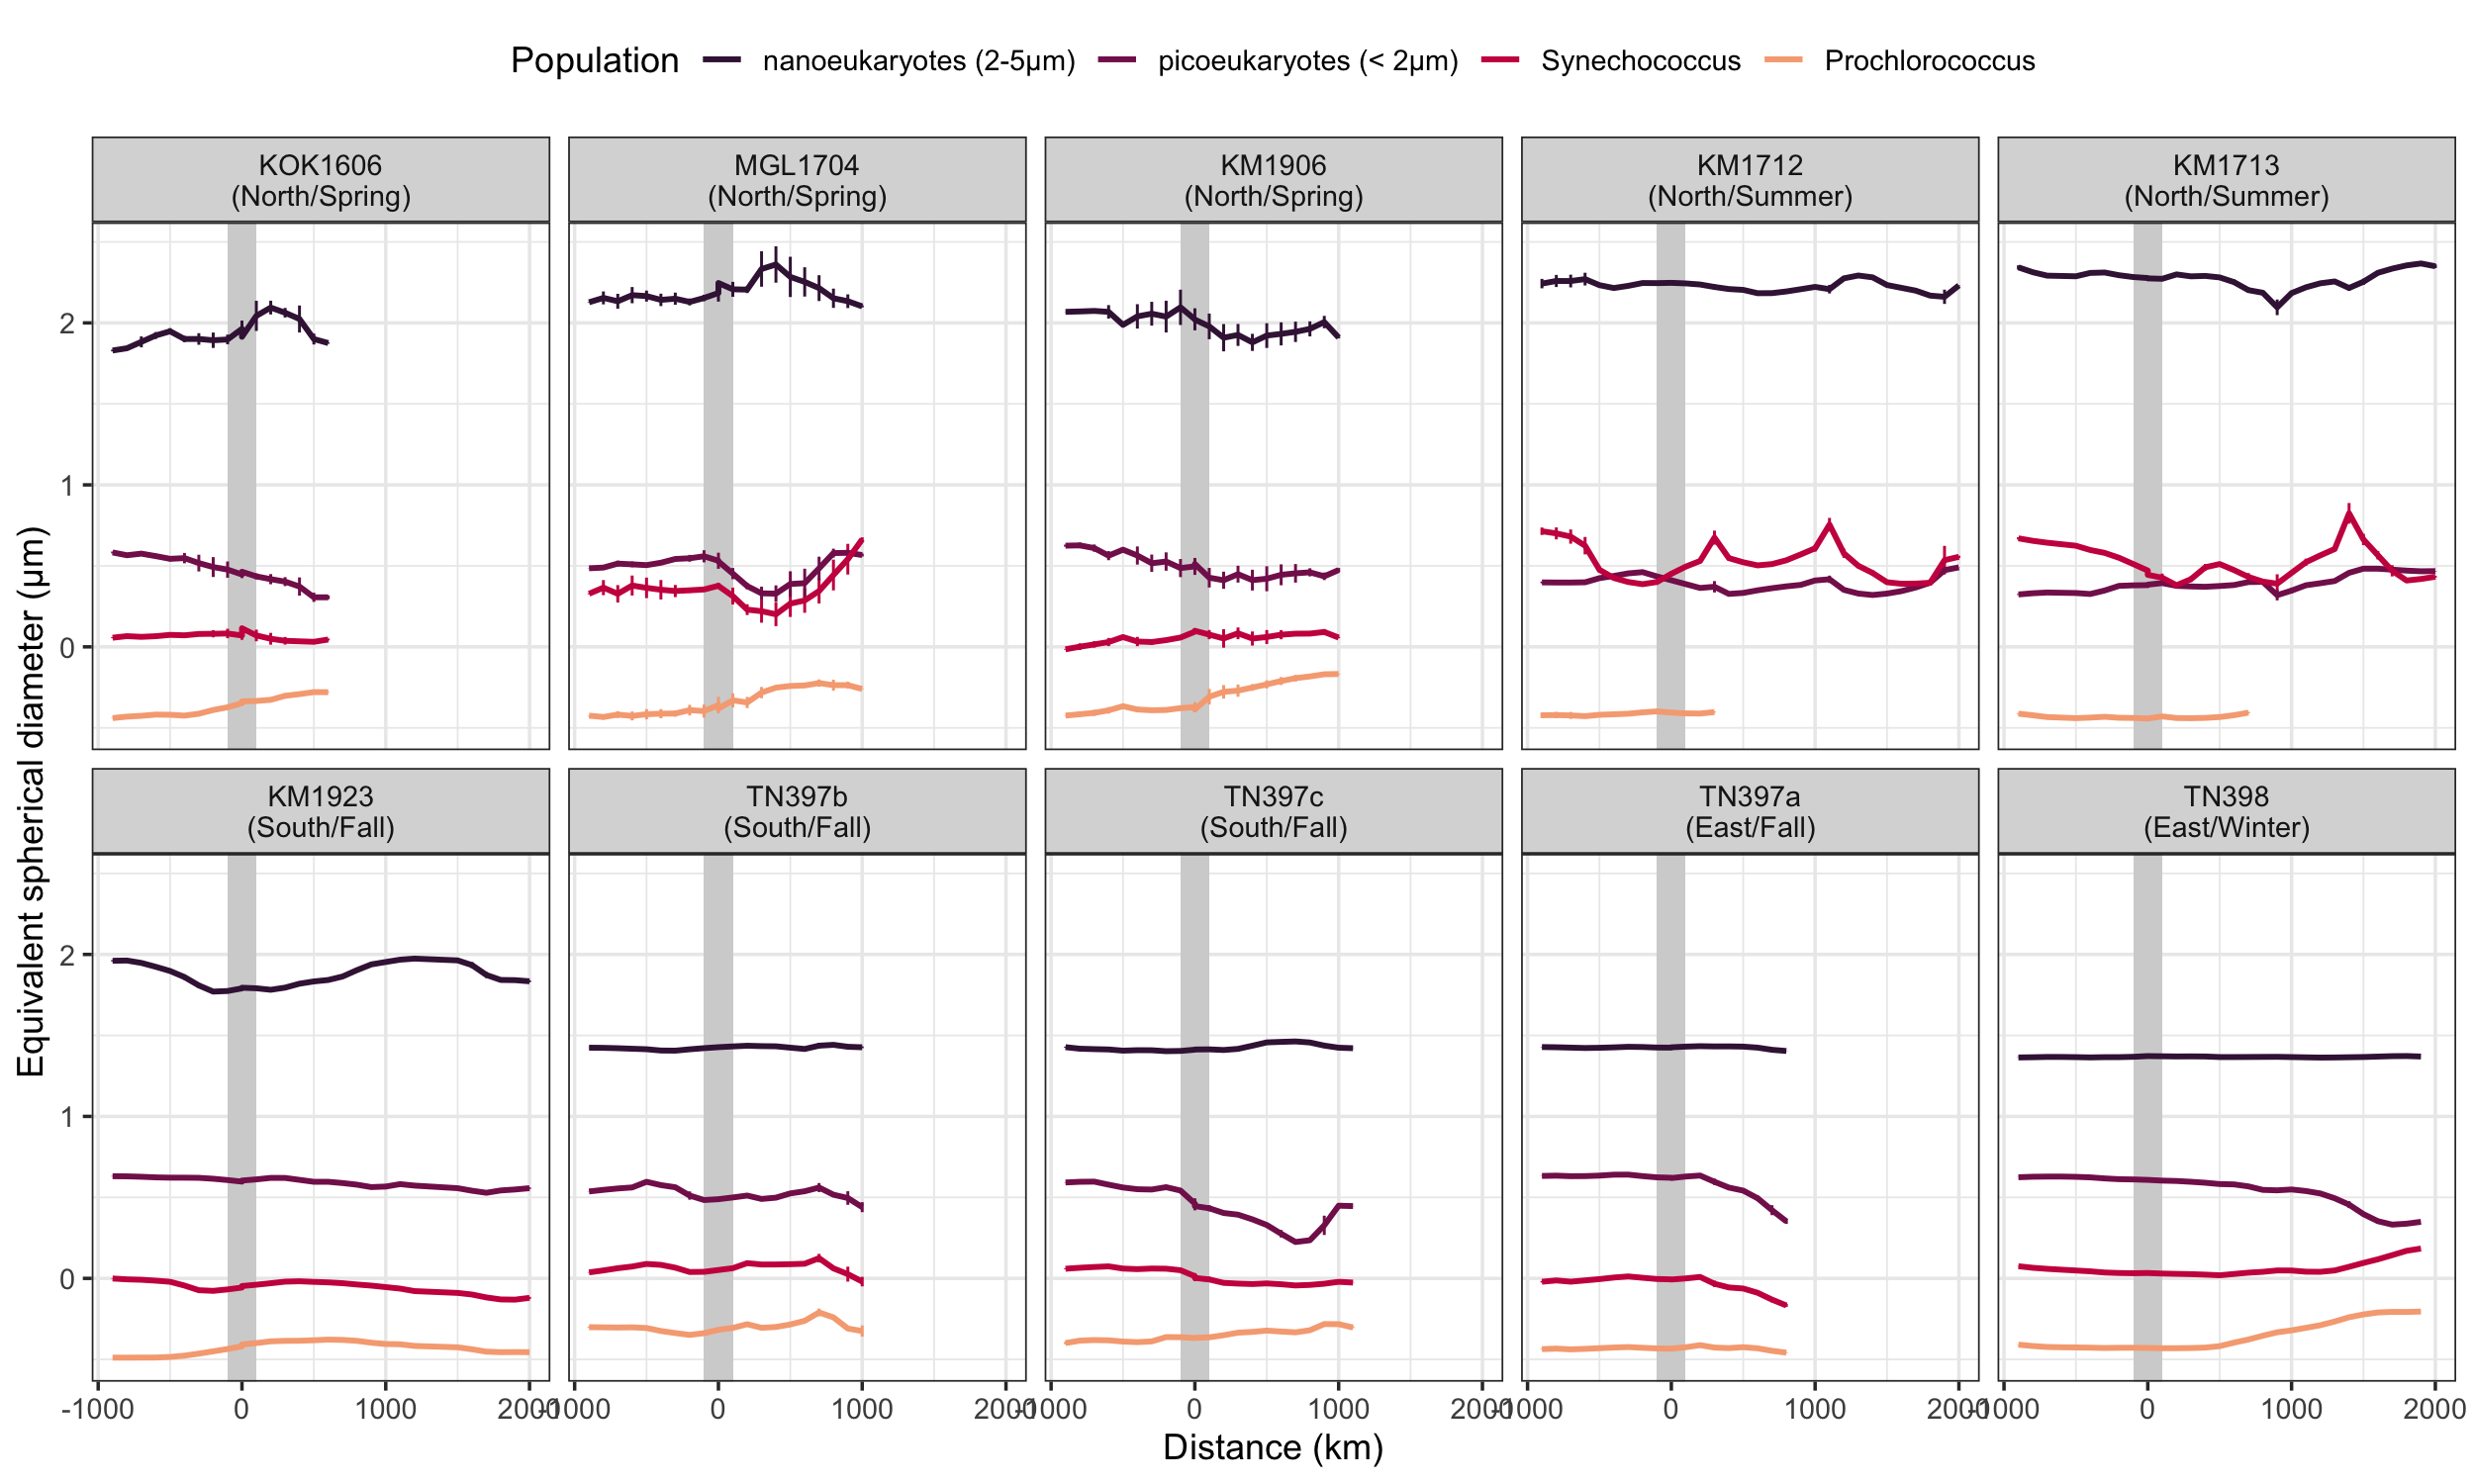 Population nanoeukaryotes (2-5μm) picoeukaryotes (< 2μm) Synechococcus Prochlorococcus
KOK1606
(North/Spring)
MGL1704
(North/Spring)
KM1906
(North/Spring)
KM1712
(North/Summer)
KM1713
(North/Summer)
2
1
0
Equivalent spherical diameter (μm)
KM1923
(South/Fall)
TN397b
(South/Fall)
TN397c
(South/Fall)
TN397a
(East/Fall)
TN398
(East/Winter)
2
1
0
-1000 0 1000 2000 -1000 0 1000 2000 -1000 0 1000 2000 -1000 0 1000 2000 -1000 0 1000 2000
Distance (km)